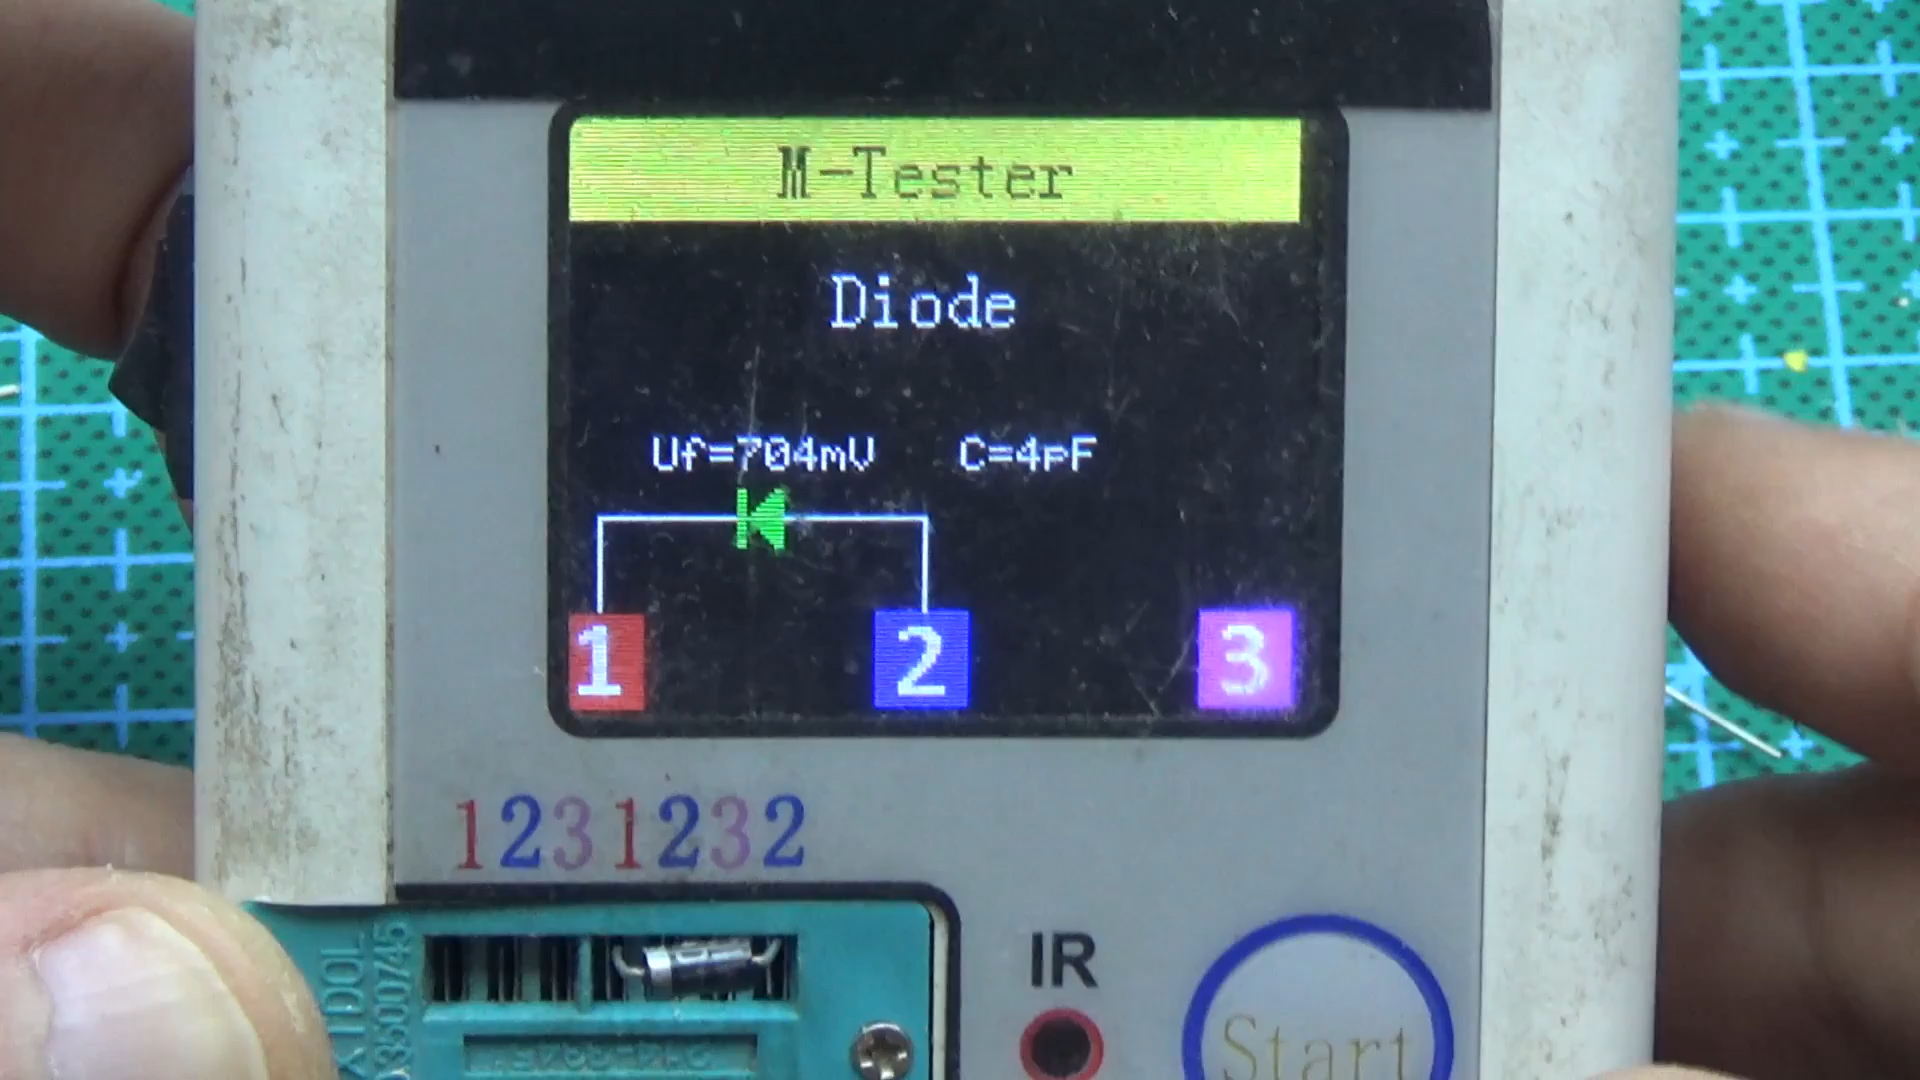 M-Tester
Diode
Uf=704mV C=4pF
1 2 3
1231232
IR
Start